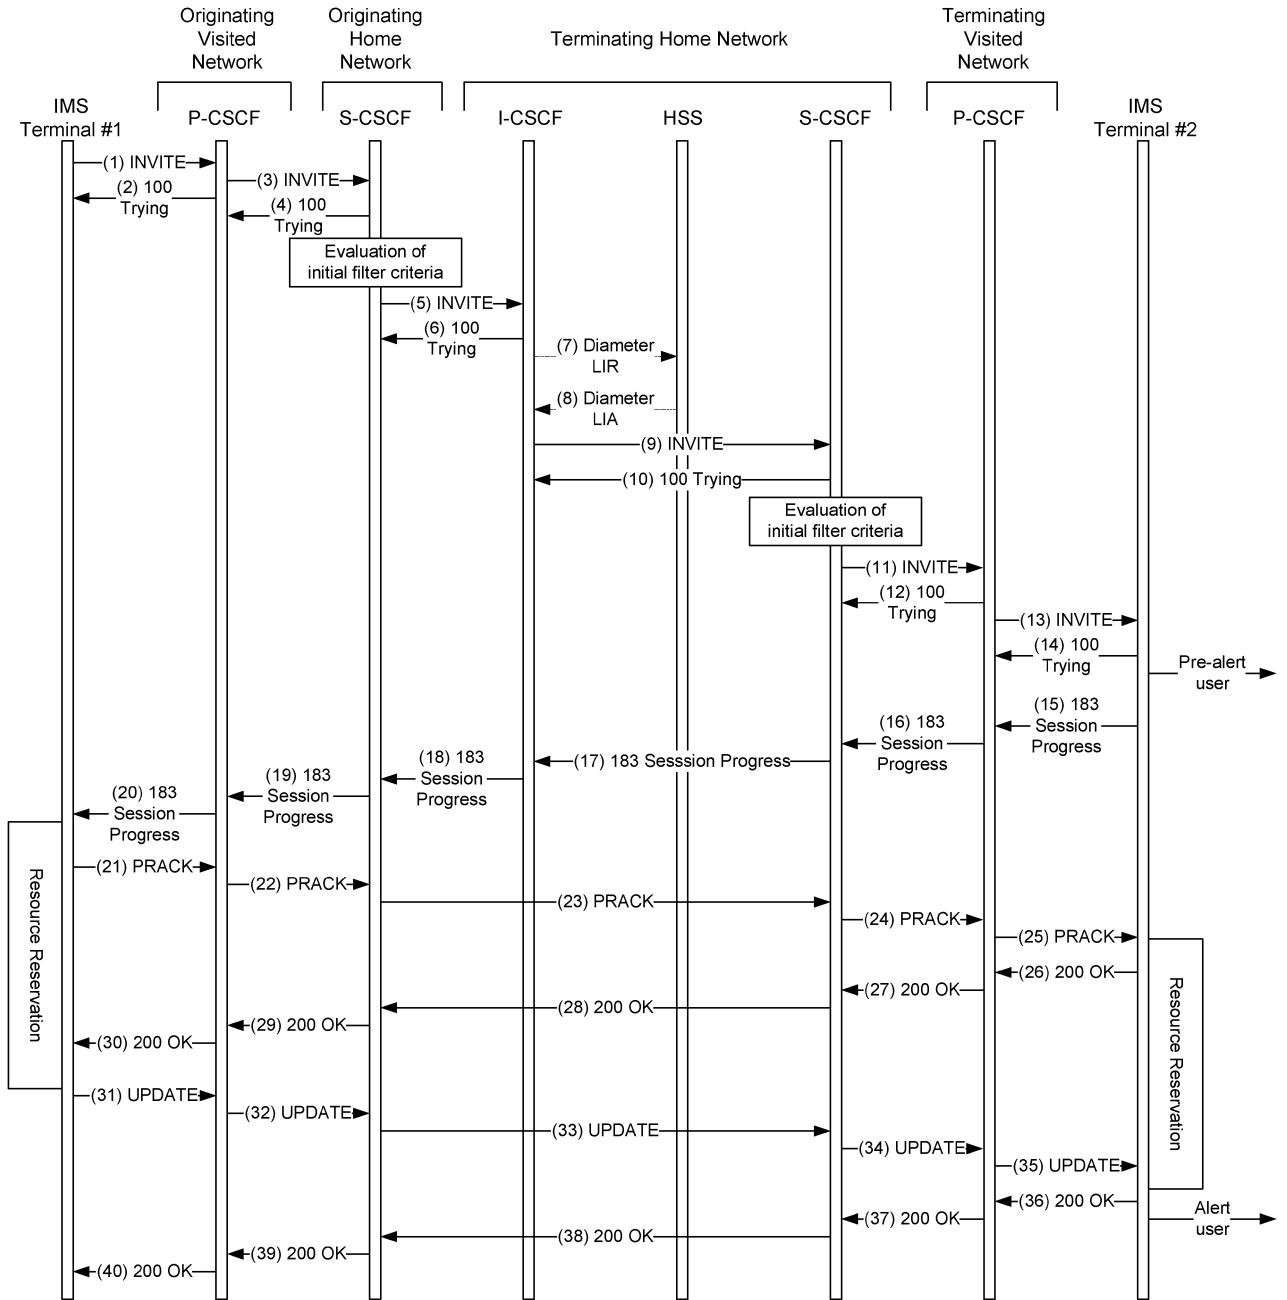 Originating
Visited
Network
Originating
Home
Network
Terminating Home Network
Terminating
Visited
Network
IMS
Terminal #1
P-CSCF
S-CSCF
I-CSCF
HSS
S-CSCF
P-CSCF
IMS
Terminal #2
(1) INVITE
(2) 100
Trying
(3) INVITE
(4) 100
Trying
Evaluation of
initial filter criteria
(5) INVITE
(6) 100
Trying
(7) Diameter
LIR
(8) Diameter
LIA
(9) INVITE
(10) 100 Trying
Evaluation of
initial filter criteria
(11) INVITE
(12) 100
Trying
(13) INVITE
(14) 100
Trying
Pre-alert
user
(15) 183
Session
Progress
(16) 183
Session
Progress
(17) 183 Sesssion Progress
(18) 183
Session
Progress
(19) 183
Session
Progress
(20) 183
Session
Progress
Resource Reservation
(21) PRACK
(22) PRACK
(23) PRACK
(24) PRACK
(25) PRACK
Resource Reservation
(26) 200 OK
(27) 200 OK
(28) 200 OK
(29) 200 OK
(30) 200 OK
(31) UPDATE
(32) UPDATE
(33) UPDATE
(34) UPDATE
(35) UPDATE
(36) 200 OK
Alert
user
(37) 200 OK
(38) 200 OK
(39) 200 OK
(40) 200 OK